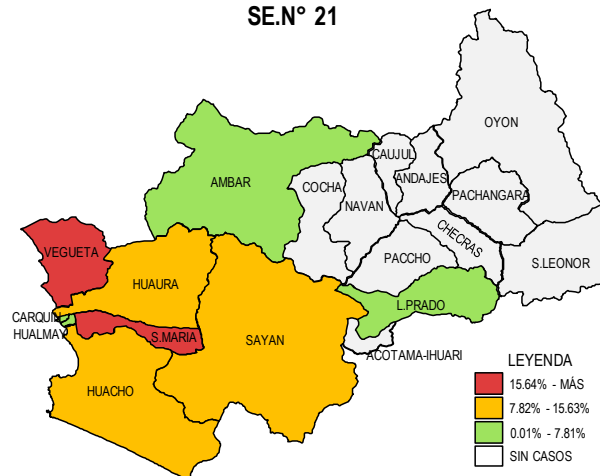 SE.N° 21
OYON
CAUJUL
AMBAR
COCHA
ANDAJES
PACHANGARA
NAVAN
CHECRAS
VEGUETA
PACCHO
S.LEONOR
HUAURA
L.PRADO
CARQUIN
HUALMAY
S.MARIA
SAYAN
ACOTAMA-IHUARI
HUACHO
LEYENDA
15.64% - MÁS
7.82% - 15.63%
0.01% - 7.81%
SIN CASOS